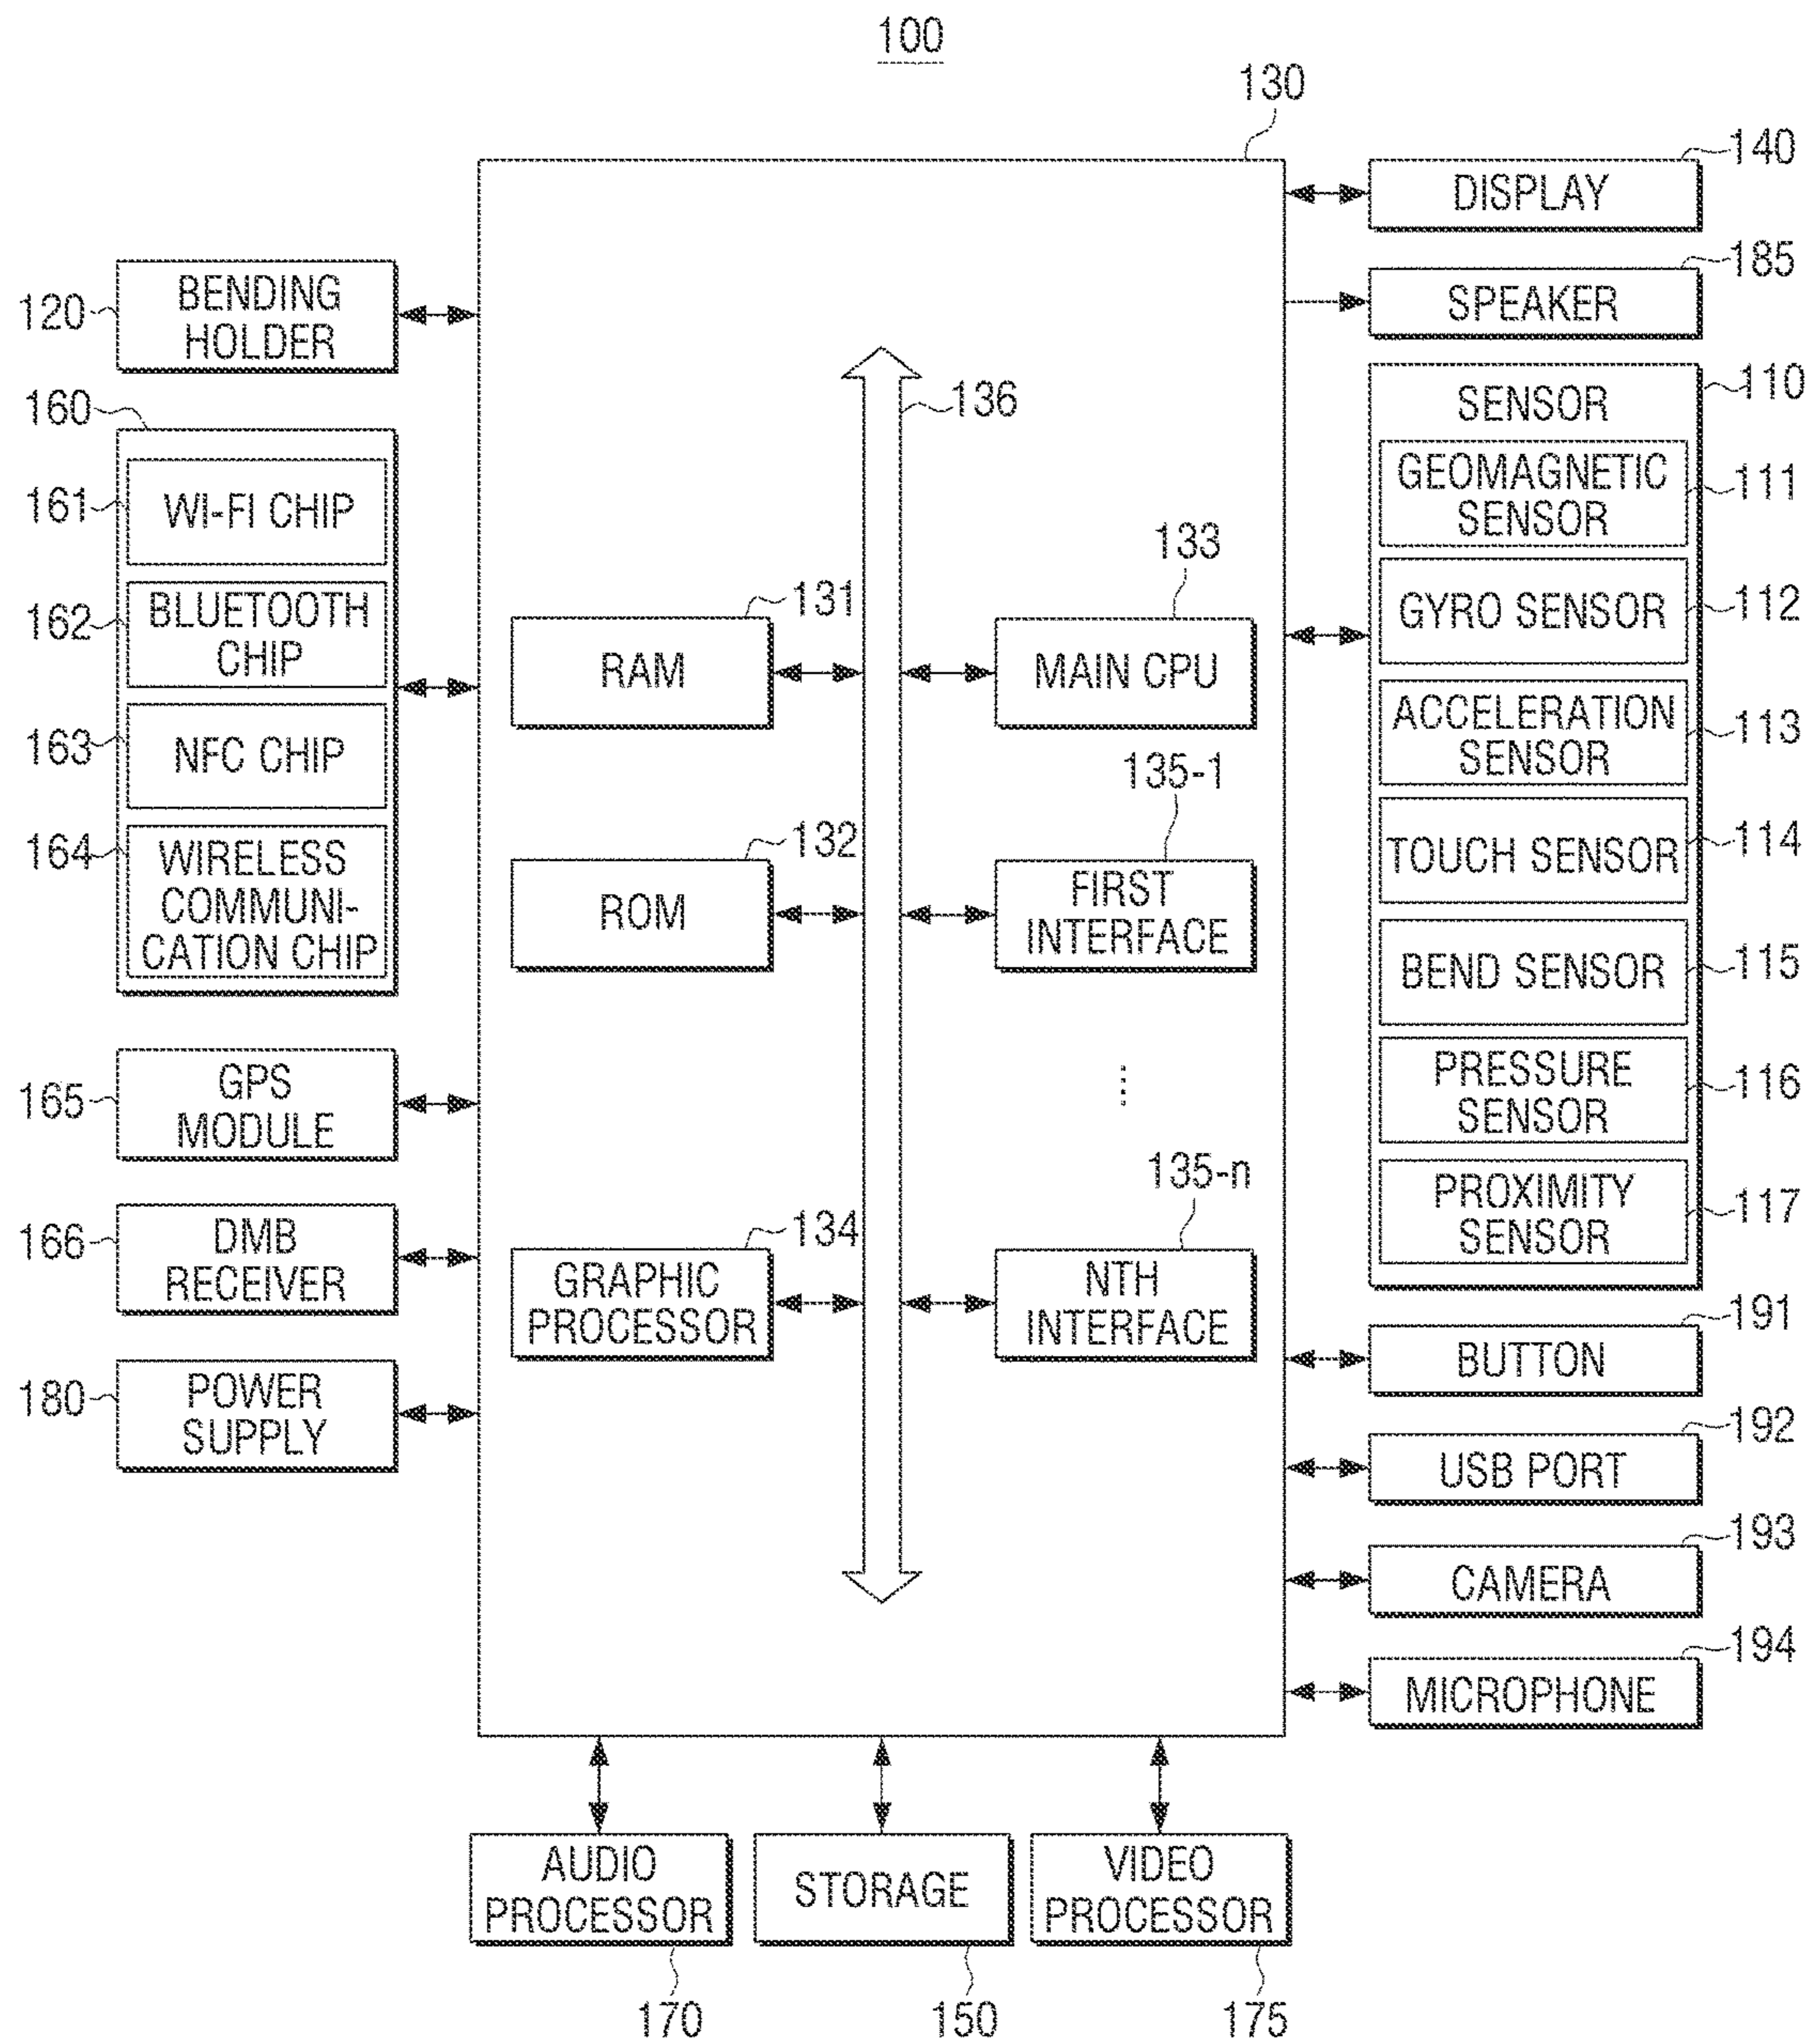 100
130
140
DISPLAY
185
SPEAKER
120
BENDING
HOLDER
160
161
WI-FI CHIP
162
BLUETOOTH
CHIP
163
NFC CHIP
164
WIRELESS
COMMUNI-
CATION CHIP
165
GPS
MODULE
166
DMB
RECEIVER
180
POWER
SUPPLY
136
131
RAM
132
ROM
134
GRAPHIC
PROCESSOR
133
MAIN CPU
135-1
FIRST
INTERFACE
⋮
135-n
NTH
INTERFACE
110
SENSOR
GEOMAGNETIC
SENSOR
111
GYRO SENSOR
112
ACCELERATION
SENSOR
113
TOUCH SENSOR
114
BEND SENSOR
115
PRESSURE
SENSOR
116
PROXIMITY
SENSOR
117
191
BUTTON
192
USB PORT
193
CAMERA
194
MICROPHONE
AUDIO
PROCESSOR
170
STORAGE
150
VIDEO
PROCESSOR
175